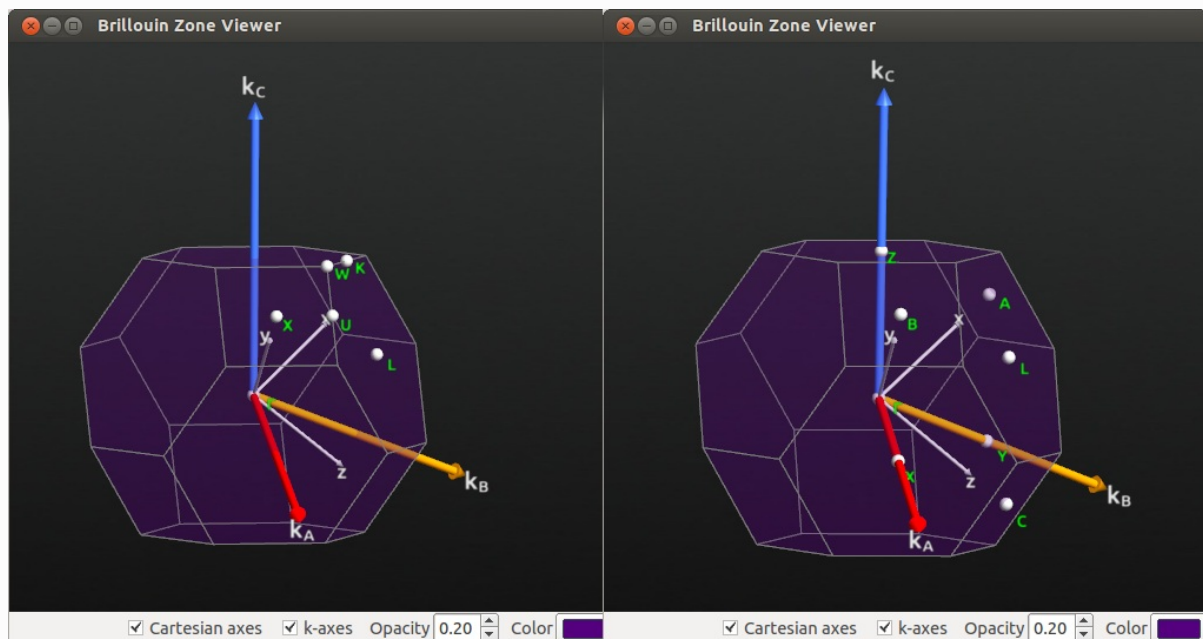 Brillouin Zone Viewer
k_C
W K
X U
x
y
L
Γ
z
k_B
k_A
Cartesian axes k-axes Opacity 0.20 Color
Brillouin Zone Viewer
k_C
Z
A
B
x
y
L
Γ
Y
X
z
k_B
C
k_A
Cartesian axes k-axes Opacity 0.20 Color